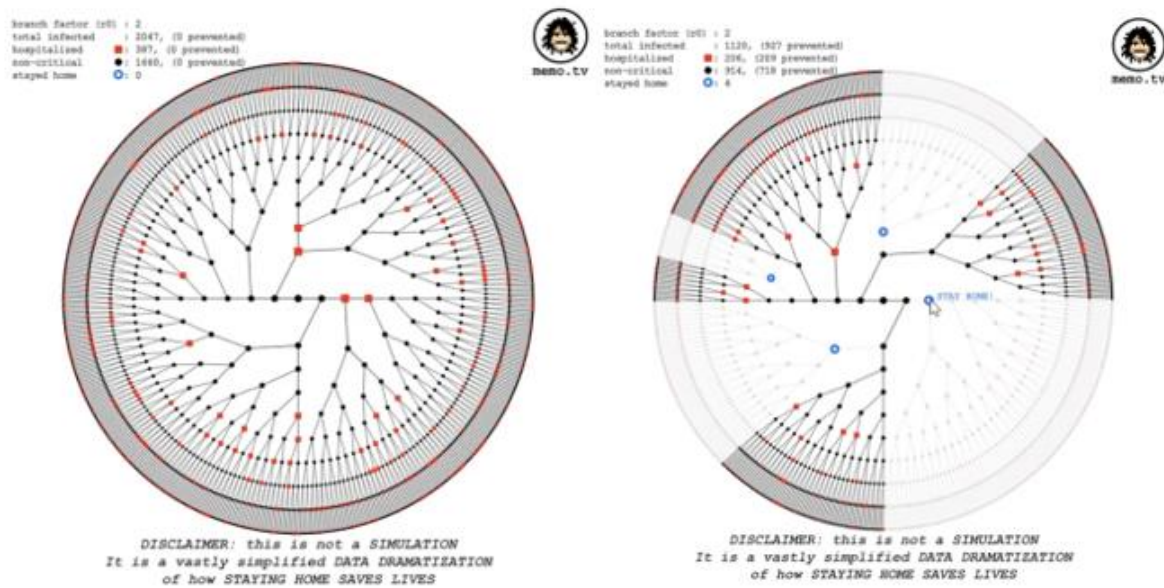 branch factor (r0) : 2
total infected : 2047, (0 prevented)
hospitalized : 387, (0 prevented)
non-critical : 1660, (0 prevented)
stayed home : 0
memo.tv
DISCLAIMER: this is not a SIMULATION
It is a vastly simplified DATA DRAMATIZATION
of how STAYING HOME SAVES LIVES
branch factor (r0) : 2
total infected : 1120, (927 prevented)
hospitalized : 206, (209 prevented)
non-critical : 914, (718 prevented)
stayed home : 4
memo.tv
STAY HOME!
DISCLAIMER: this is not a SIMULATION
It is a vastly simplified DATA DRAMATIZATION
of how STAYING HOME SAVES LIVES